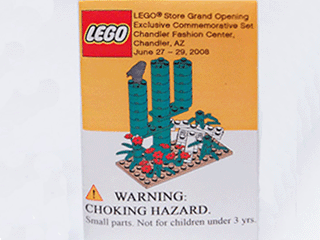 LEGO
LEGO® Store Grand Opening
Exclusive Commemorative Set
Chandler Fashion Center,
Chandler, AZ
June 27 – 29, 2008
WARNING:
CHOKING HAZARD.
Small parts. Not for children under 3 yrs.